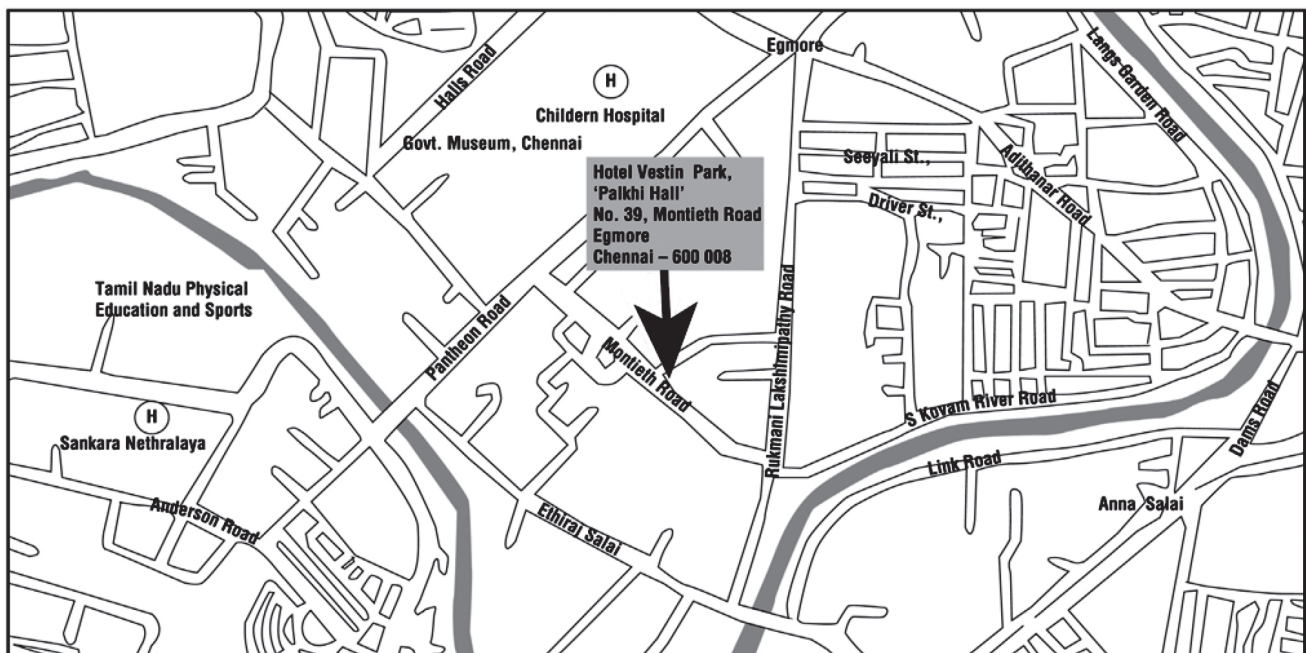 Egmore
Langs Garden Road
Halls Road
H
Childern Hospital
Govt. Museum, Chennai
Seeyali St.,
Adithanar Road
Hotel Vestin Park,
'Palkhi Hall'
No. 39, Montieth Road
Egmore
Chennai – 600 008
Driver St.,
Tamil Nadu Physical
Education and Sports
Pantheon Road
Montieth Road
Rukmani Lakshtmipathy Road
S Kovam River Road
H
Sankara Nethralaya
Dams Road
Link Road
Anna Salai
Anderson Road
Ethiraj Salai